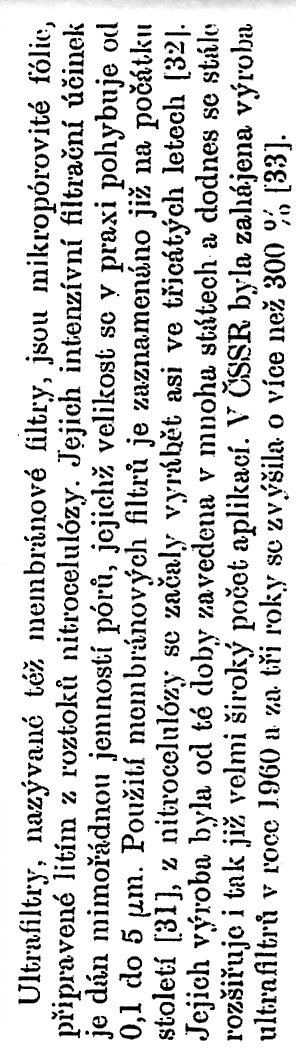 Ultrafiltry, nazývané též membránové filtry, jsou mikropórovité fólie,
připravené litím z roztoků nitrocelulózy. Jejich intenzívní filtrační účinek
je dán mimořádnou jemností pórů, jejichž velikost se v praxi pohybuje od
0,1 do 5 μm. Použití membránových filtrů je zaznamenáno již na počátku
století [31], z nitrocelulózy se začaly vyrábět asi ve třicátých letech [32].
Jejich výroba byla od té doby zavedena v mnoha státech a dodnes se stále
rozšiřuje i tak již velmi široký počet aplikací. V ČSSR byla zahájena výroba
ultrafiltrů v roce 1960 a za tři roky se zvýšila o více než 300 % [33].